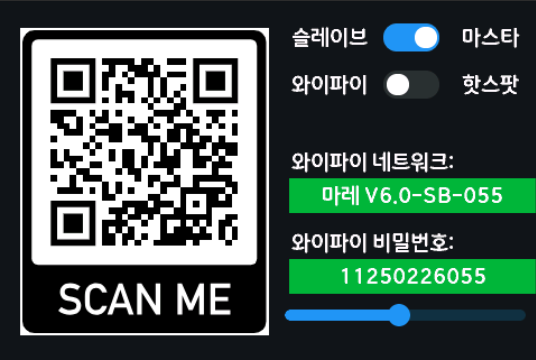 슬레이브 마스타
와이파이 핫스팟
와이파이 네트워크:
마레 V6.0-SB-055
와이파이 비밀번호:
11250226055
SCAN ME